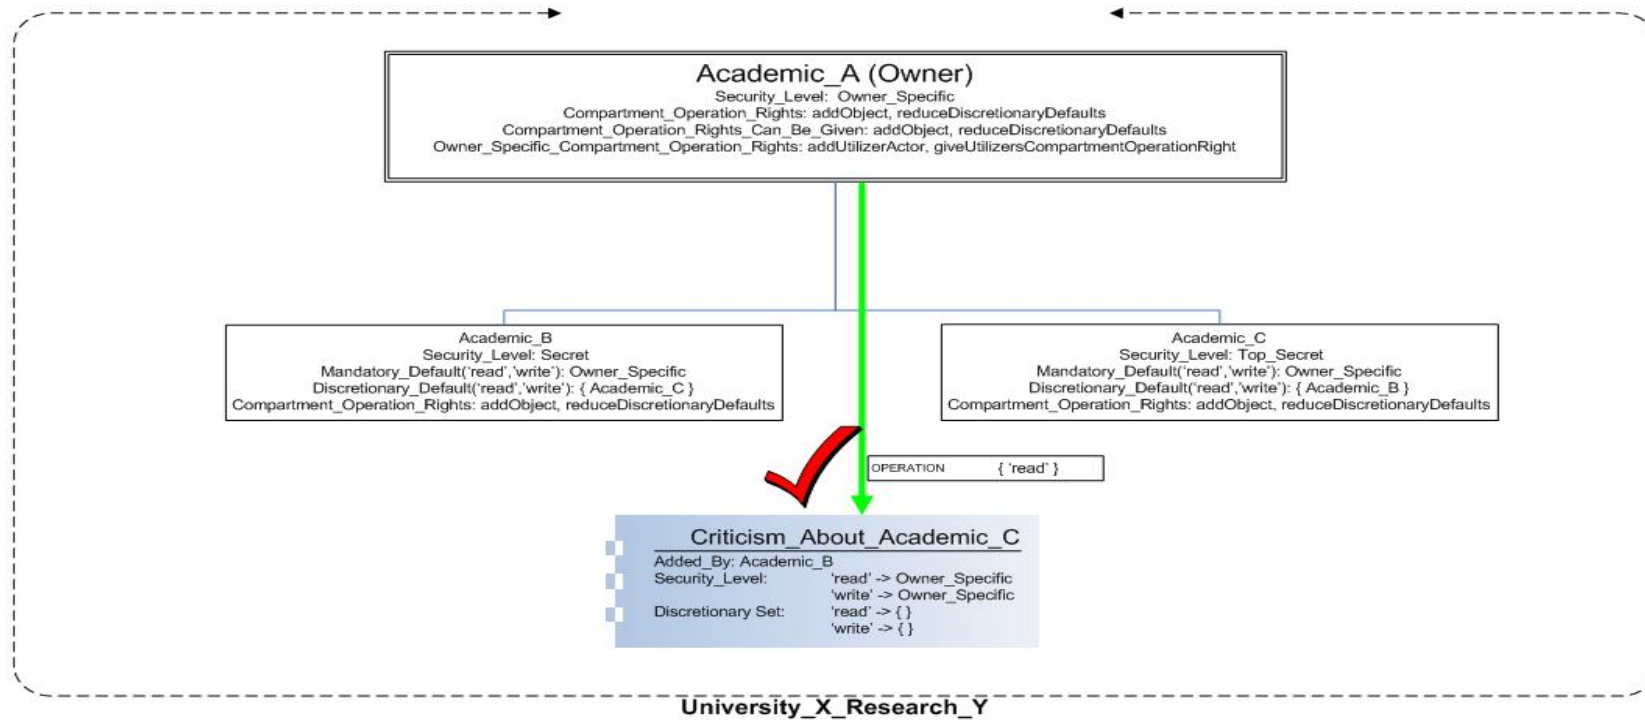 Academic_A (Owner)
Security_Level: Owner_Specific
Compartment_Operation_Rights: addObject, reduceDiscretionaryDefaults
Compartment_Operation_Rights_Can_Be_Given: addObject, reduceDiscretionaryDefaults
Owner_Specific_Compartment_Operation_Rights: addUtilizerActor, giveUtilizersCompartmentOperationRight
Academic_B
Security_Level: Secret
Mandatory_Default('read','write'): Owner_Specific
Discretionary_Default('read','write'): { Academic_C }
Compartment_Operation_Rights: addObject, reduceDiscretionaryDefaults
Academic_C
Security_Level: Top_Secret
Mandatory_Default('read','write'): Owner_Specific
Discretionary_Default('read','write'): { Academic_B }
Compartment_Operation_Rights: addObject, reduceDiscretionaryDefaults
OPERATION { 'read' }
Criticism_About_Academic_C
Added_By: Academic_B
Security_Level: 'read' -> Owner_Specific
'write' -> Owner_Specific
Discretionary Set: 'read' -> { }
'write' -> { }
University_X_Research_Y